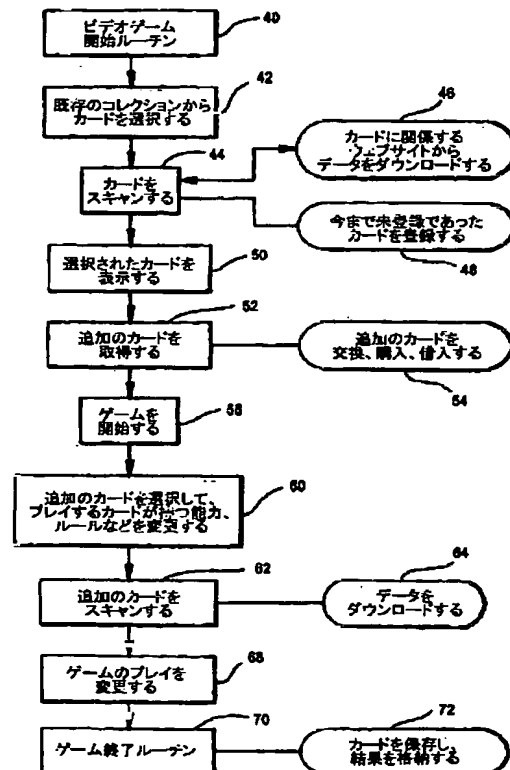 ビデオゲーム
開始ルーチン
40
既存のコレクションから
カードを選択する
42
カードを
スキャンする
44
カードに関係する
ウェブサイトから
データをダウンロードする
46
今まで未登録であった
カードを登録する
48
選択されたカードを
表示する
50
追加のカードを
取得する
52
追加のカードを
交換、購入、借入する
54
ゲームを
開始する
58
追加のカードを選択して、
プレイするカードが持つ能力、
ルールなどを変更する
60
追加のカードを
スキャンする
62
データを
ダウンロードする
64
ゲームのプレイを
変更する
68
ゲーム終了ルーチン
70
カードを保存し、
結果を格納する
72